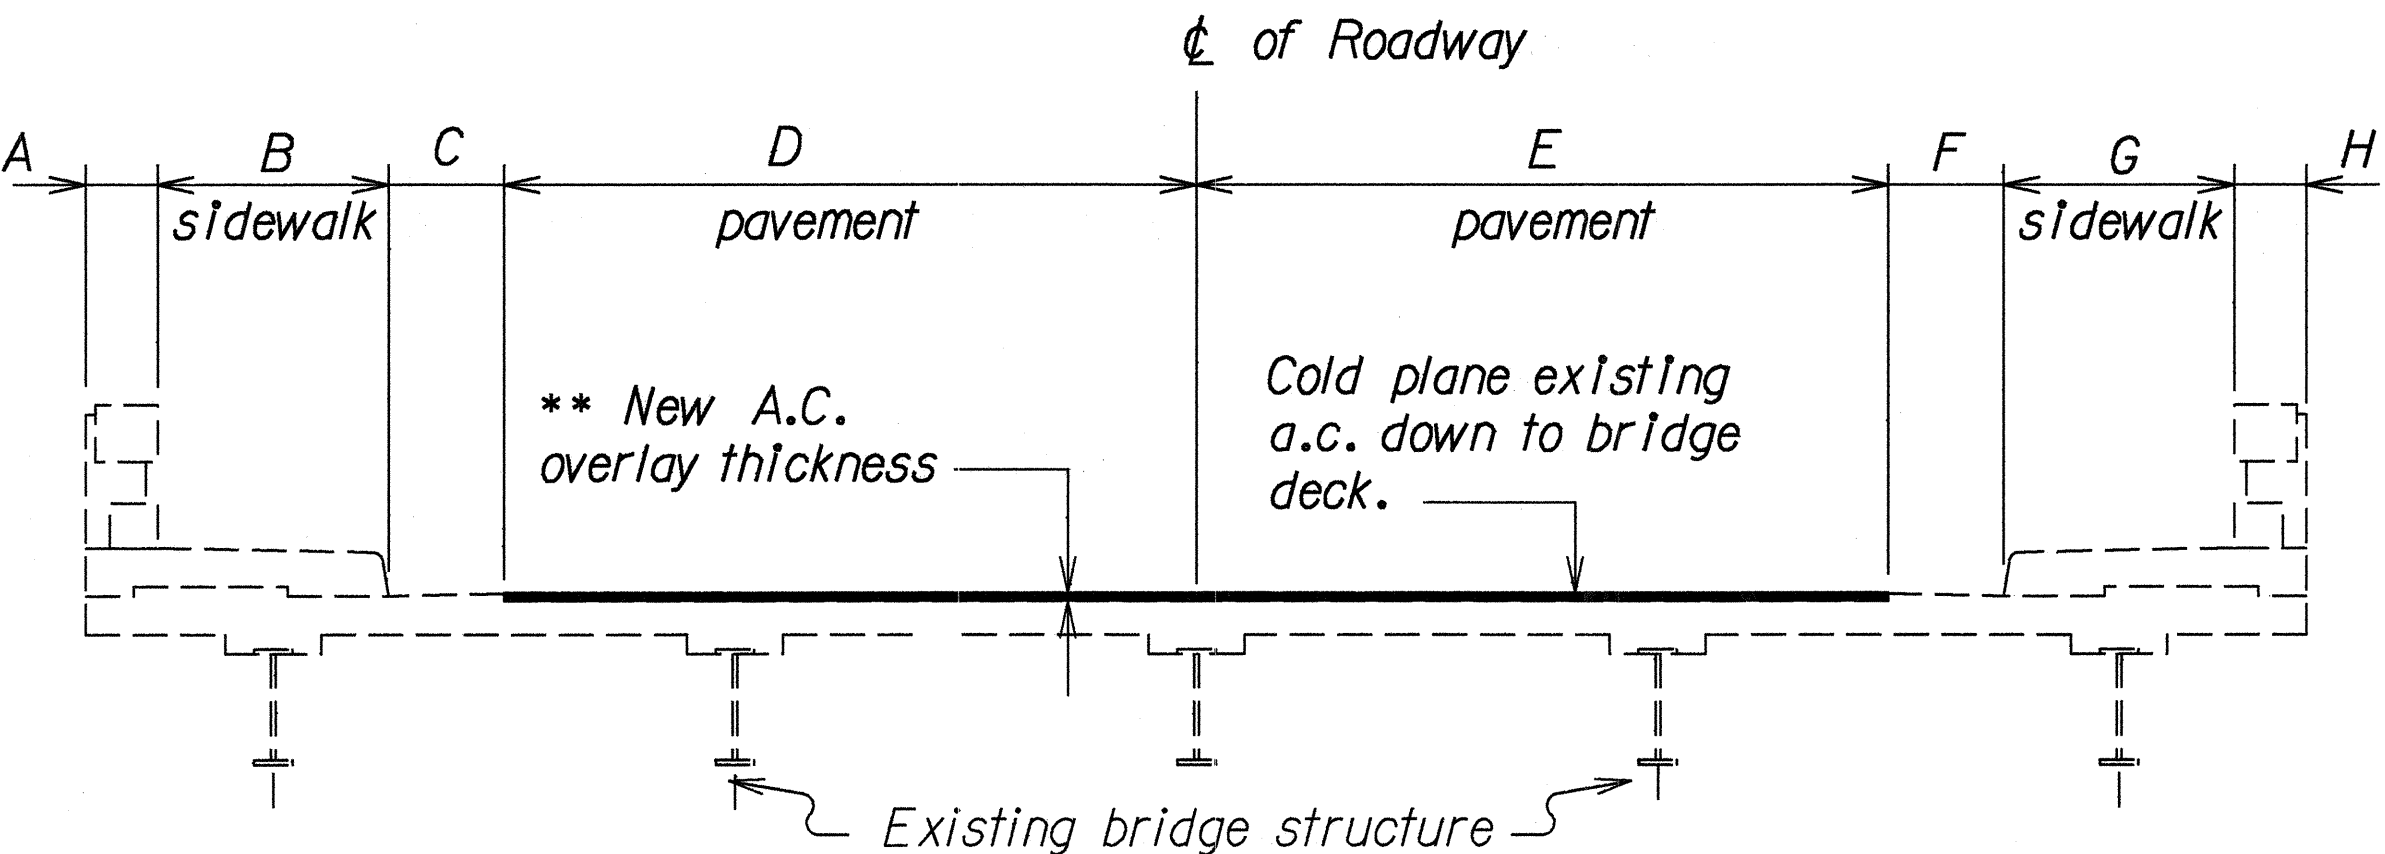 ℄ of Roadway
A B C D E F G H
sidewalk pavement pavement sidewalk
** New A.C.
overlay thickness
Cold plane existing
a.c. down to bridge
deck.
Existing bridge structure